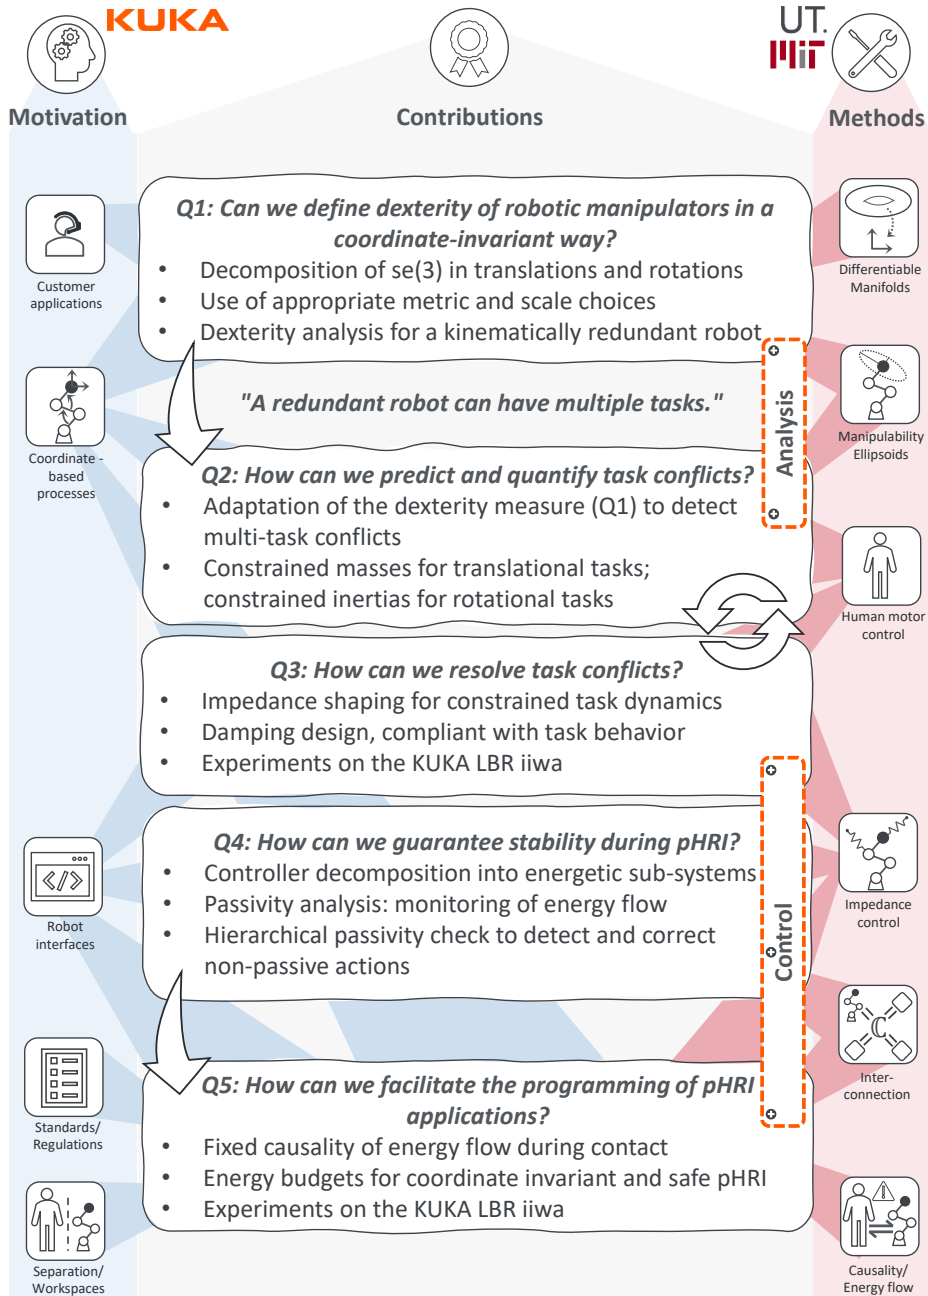 KUKA
UT.
MiT
Motivation
Contributions
Methods
Customer
applications
Coordinate -
based
processes
Robot
interfaces
</>
Standards/
Regulations
Separation/
Workspaces
Q1: Can we define dexterity of robotic manipulators in a
coordinate-invariant way?
• Decomposition of se(3) in translations and rotations
• Use of appropriate metric and scale choices
• Dexterity analysis for a kinematically redundant robot
"A redundant robot can have multiple tasks."
Q2: How can we predict and quantify task conflicts?
• Adaptation of the dexterity measure (Q1) to detect
multi-task conflicts
• Constrained masses for translational tasks;
constrained inertias for rotational tasks
Analysis
Q3: How can we resolve task conflicts?
• Impedance shaping for constrained task dynamics
• Damping design, compliant with task behavior
• Experiments on the KUKA LBR iiwa
Q4: How can we guarantee stability during pHRI?
• Controller decomposition into energetic sub-systems
• Passivity analysis: monitoring of energy flow
• Hierarchical passivity check to detect and correct
non-passive actions
Control
Q5: How can we facilitate the programming of pHRI
applications?
• Fixed causality of energy flow during contact
• Energy budgets for coordinate invariant and safe pHRI
• Experiments on the KUKA LBR iiwa
Differentiable
Manifolds
Manipulability
Ellipsoids
Human motor
control
Impedance
control
ℂ
Inter-
connection
Causality/
Energy flow